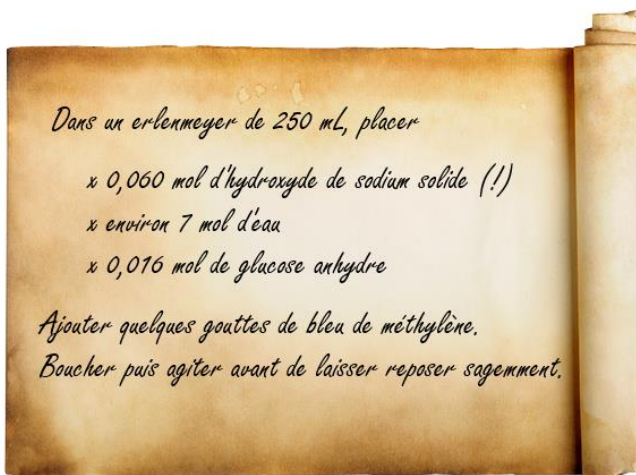 Dans un erlenmeyer de 250 mL, placer
x 0,060 mol d'hydroxyde de sodium solide (!)
x environ 7 mol d'eau
x 0,016 mol de glucose anhydre
Ajouter quelques gouttes de bleu de méthylène.
Boucher puis agiter avant de laisser reposer sagemment.